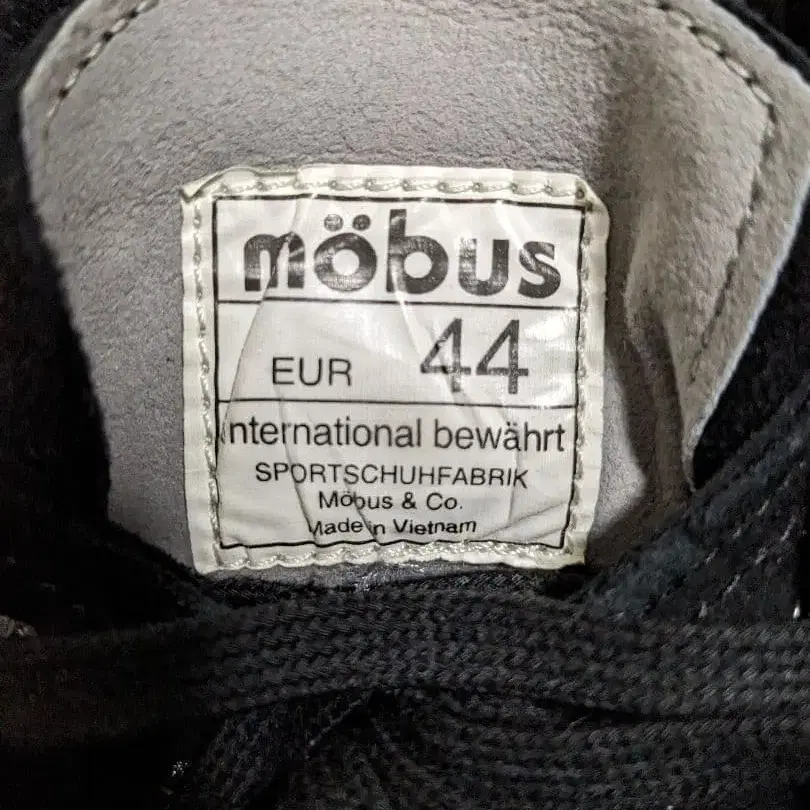 möbus
EUR 44
International bewährt
SPORTSCHUHFABRIK
Möbus & Co.
Made in Vietnam